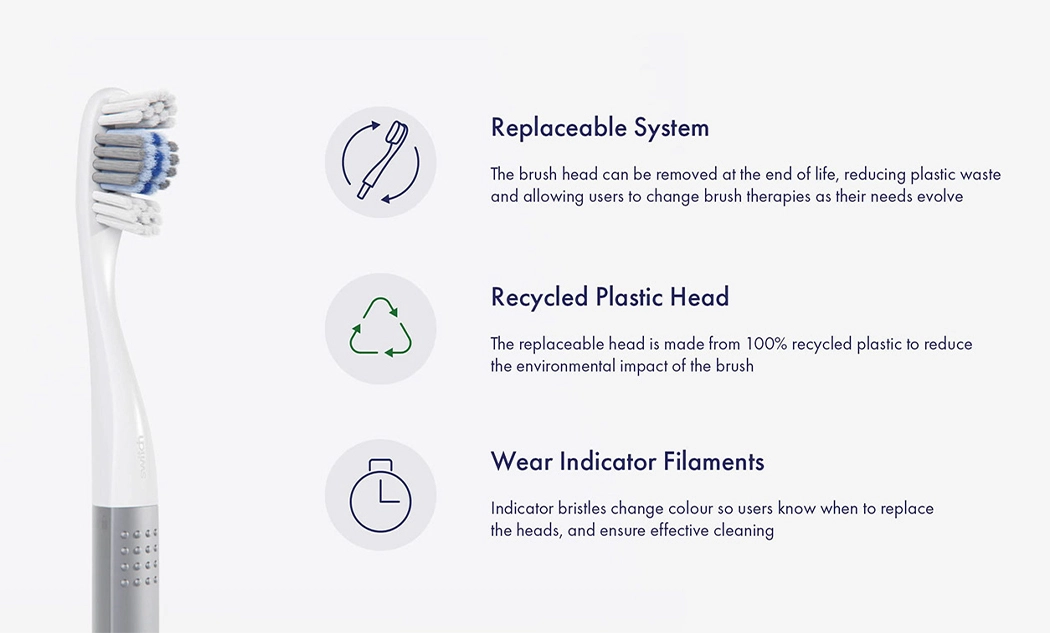 Replaceable System
The brush head can be removed at the end of life, reducing plastic waste
and allowing users to change brush therapies as their needs evolve
Recycled Plastic Head
The replaceable head is made from 100% recycled plastic to reduce
the environmental impact of the brush
Wear Indicator Filaments
Indicator bristles change colour so users know when to replace
the heads, and ensure effective cleaning
switch